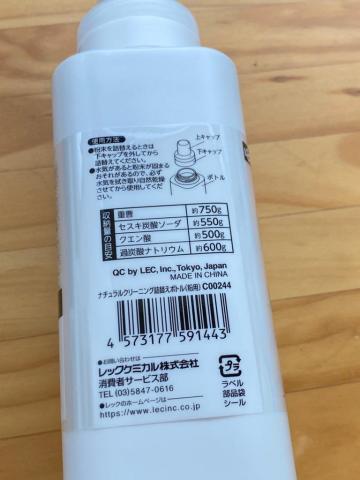 使用方法
上キャップ
下キャップ
ボトル
●粉末を詰替えるときは
下キャップを外してから
詰替えてください。
●水気があると粉末が固まる
おそれがあるので、必ず
水気を拭き取り自然乾燥
させてから使用してくださ
い。
収納量の目安
重曹 約750g
セスキ炭酸ソーダ 約550g
クエン酸 約500g
過炭酸ナトリウム 約600g
QC by LEC, Inc., Tokyo, Japan
MADE IN CHINA
ナチュラルクリーニング詰替えボトル(粉用) C00244
4 573177 591443
●お問い合わせは
レックケミカル株式会社
消費者サービス部
TEL (03) 5847-0616
●レックのホームページは
https://www.lecinc.co.jp
プラ
ラベル
部品袋
シール